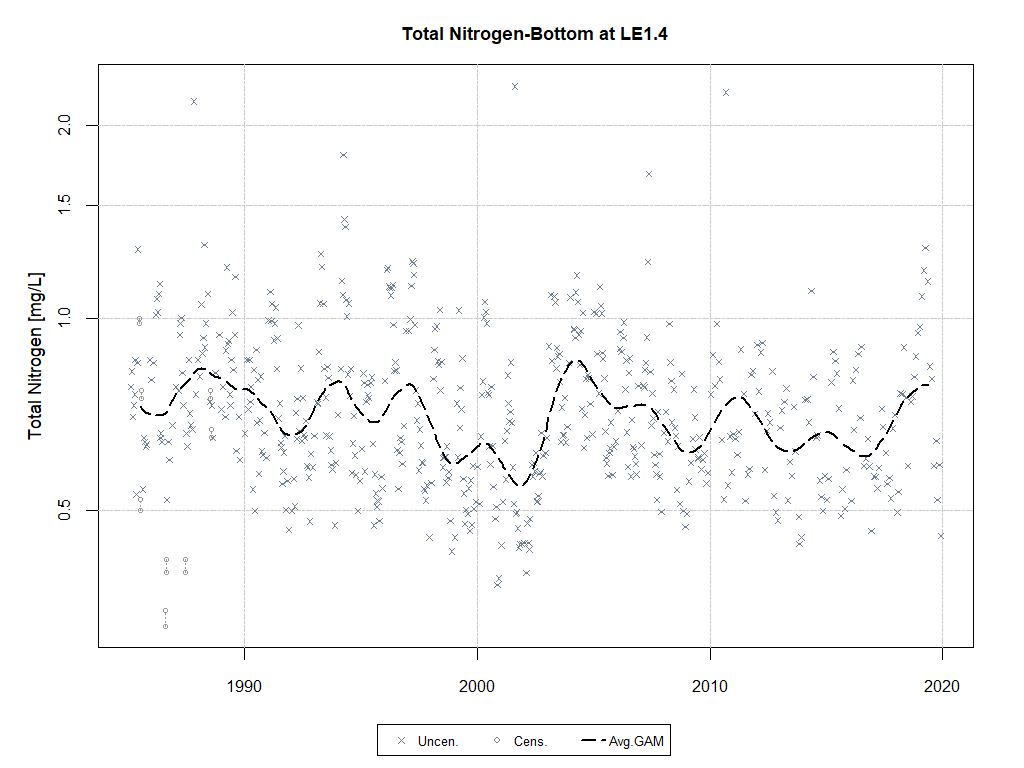 Total Nitrogen-Bottom at LE1.4
Total Nitrogen [mg/L]
2.0
1.5
1.0
0.5
1990 2000 2010 2020
Uncen. Cens. Avg.GAM